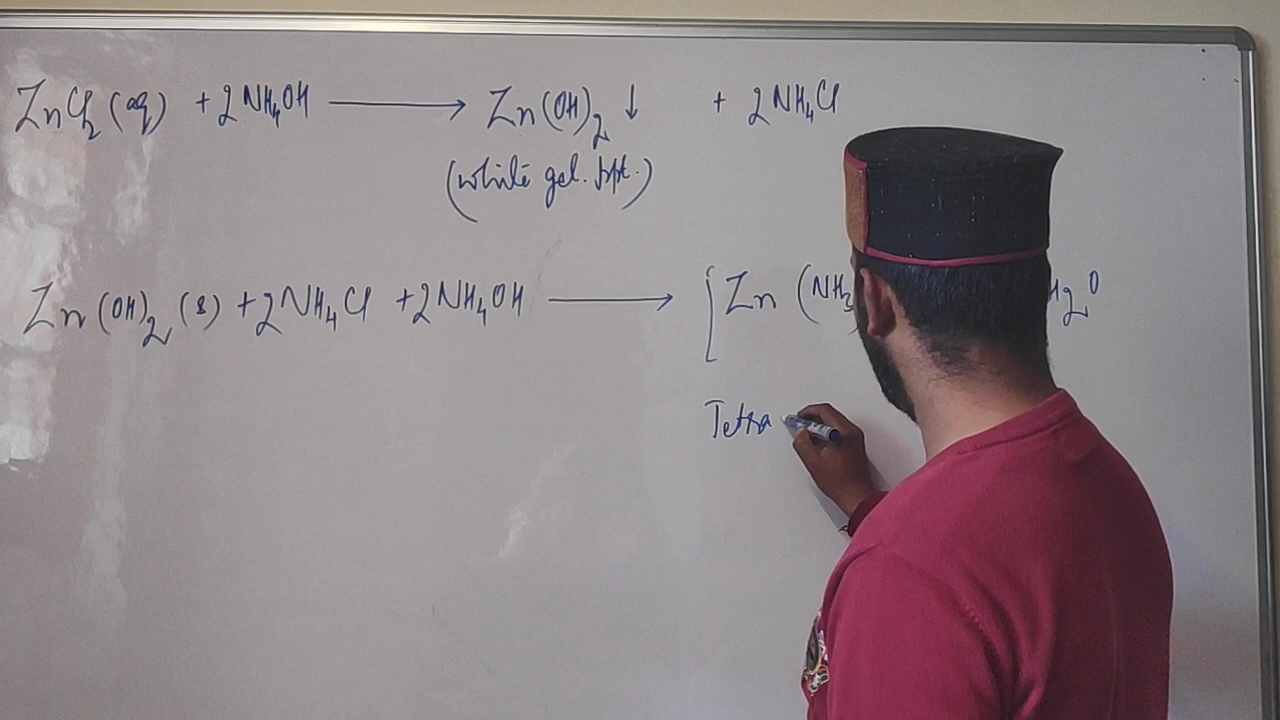 ZnCl₂ (aq) + 2NH₄OH ⟶ Zn(OH)₂ ↓ + 2NH₄Cl
(white gel. ppt.)
Zn(OH)₂ (s) + 2NH₄Cl + 2NH₄OH ⟶ [Zn (NH₃ H₂O
Tetra